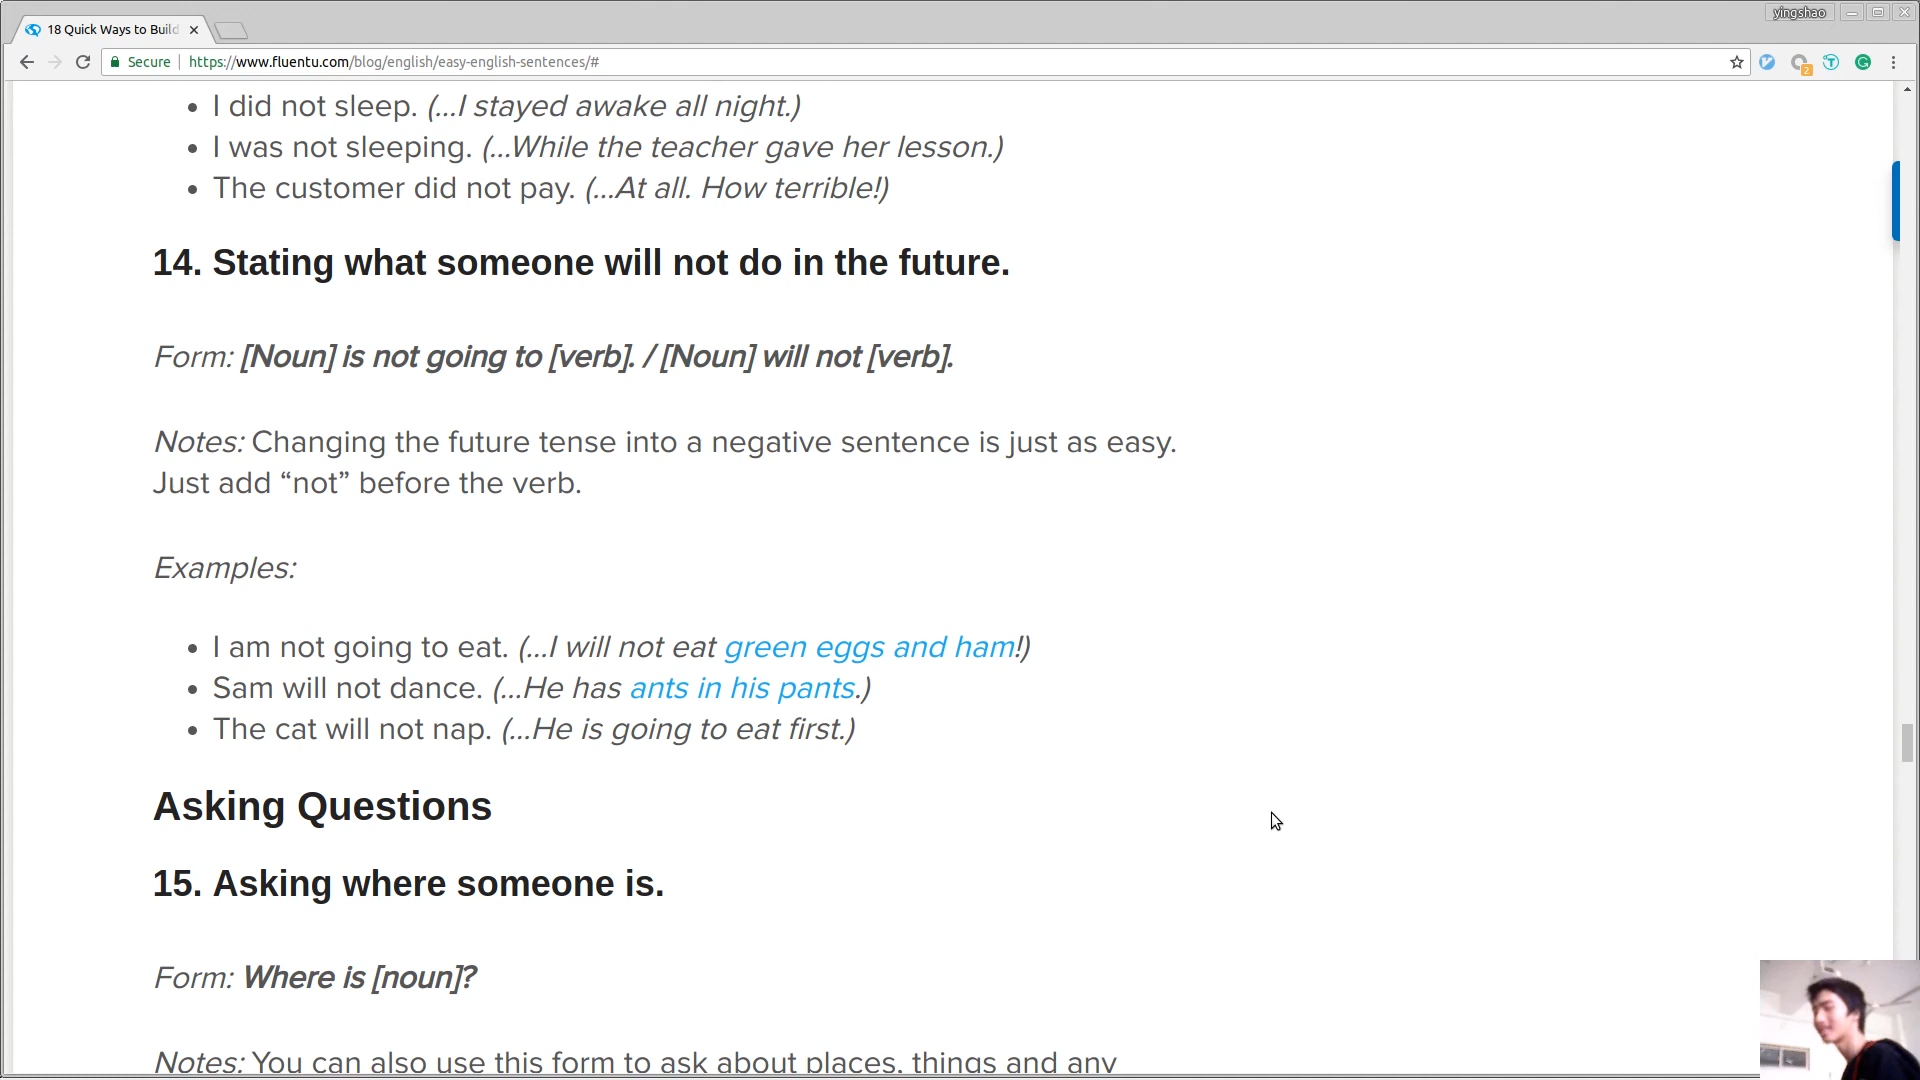 yingshao
18 Quick Ways to Build
Secure
https://www.fluentu.com/blog/english/easy-english-sentences/#
I did not sleep. (...I stayed awake all night.)
I was not sleeping. (...While the teacher gave her lesson.)
The customer did not pay. (...At all. How terrible!)
14. Stating what someone will not do in the future.
Form: [Noun] is not going to [verb]. / [Noun] will not [verb].
Notes: Changing the future tense into a negative sentence is just as easy.
Just add “not” before the verb.
Examples:
I am not going to eat. (...I will not eat green eggs and ham!)
Sam will not dance. (...He has ants in his pants.)
The cat will not nap. (...He is going to eat first.)
Asking Questions
15. Asking where someone is.
Form: Where is [noun]?
Notes: You can also use this form to ask about places, things and any